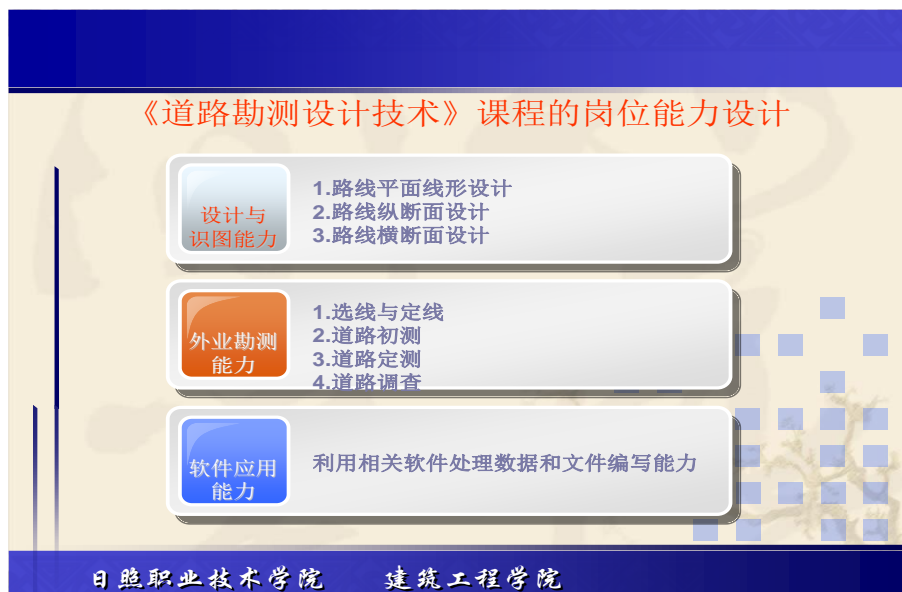 《道路勘测设计技术》课程的岗位能力设计
设计与
识图能力
1.路线平面线形设计
2.路线纵断面设计
3.路线横断面设计
外业勘测
能力
1.选线与定线
2.道路初测
3.道路定测
4.道路调查
软件应用
能力
利用相关软件处理数据和文件编写能力
日照职业技术学院 建筑工程学院